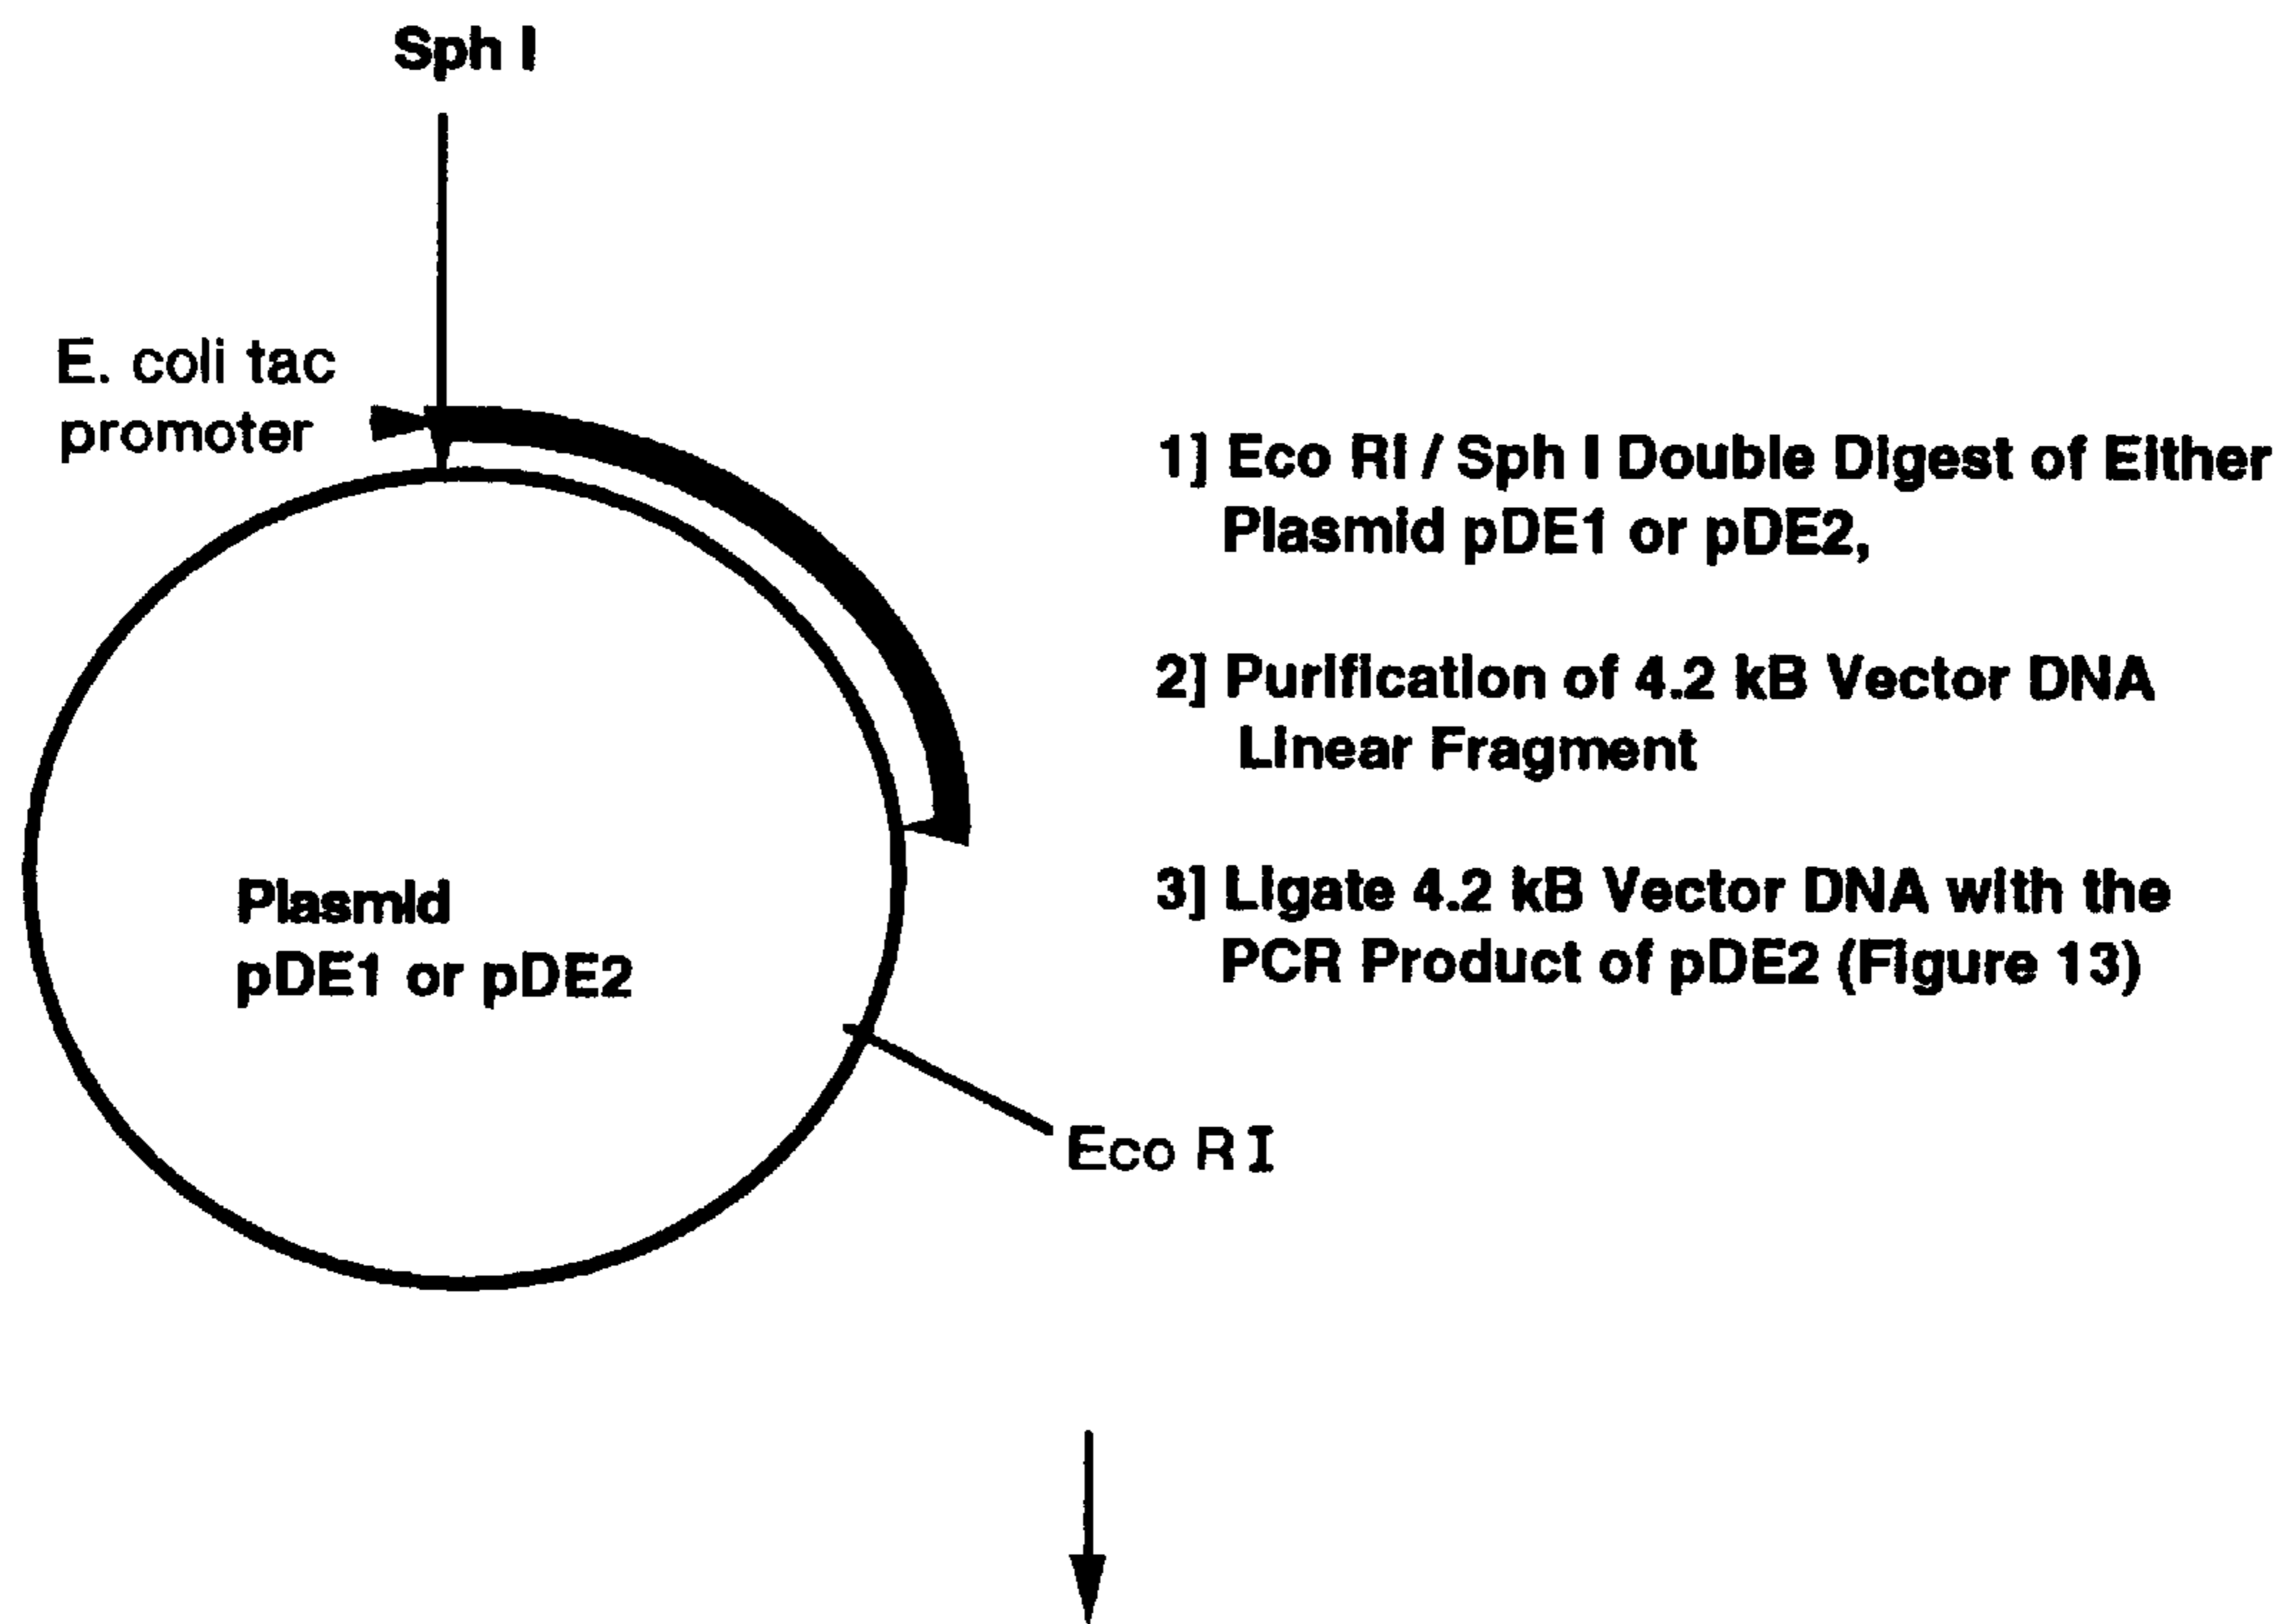 Sph I
E. coli tac
promoter
1] Eco RI / Sph I Double Digest of Either
Plasmid pDE1 or pDE2,
2] Purification of 4.2 kB Vector DNA
Linear Fragment
3] Ligate 4.2 kB Vector DNA with the
PCR Product of pDE2 (Figure 13)
Plasmid
pDE1 or pDE2
Eco R I